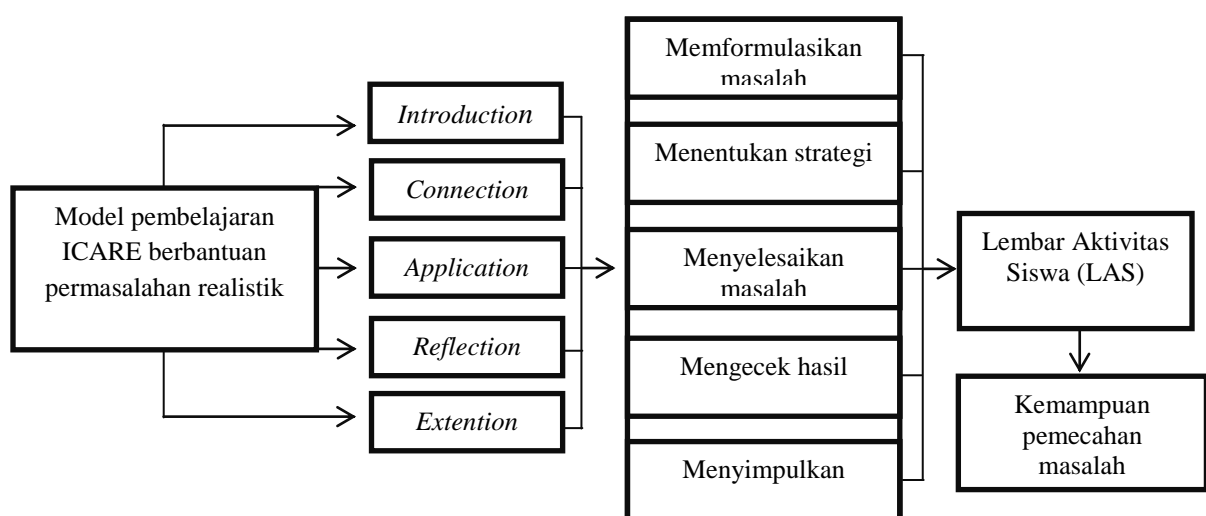 Model pembelajaran
ICARE berbantuan
permasalahan realistik
Introduction
Connection
Application
Reflection
Extention
Memformulasikan
masalah
Menentukan strategi
Menyelesaikan
masalah
Mengecek hasil
Menyimpulkan
Lembar Aktivitas
Siswa (LAS)
Kemampuan
pemecahan
masalah